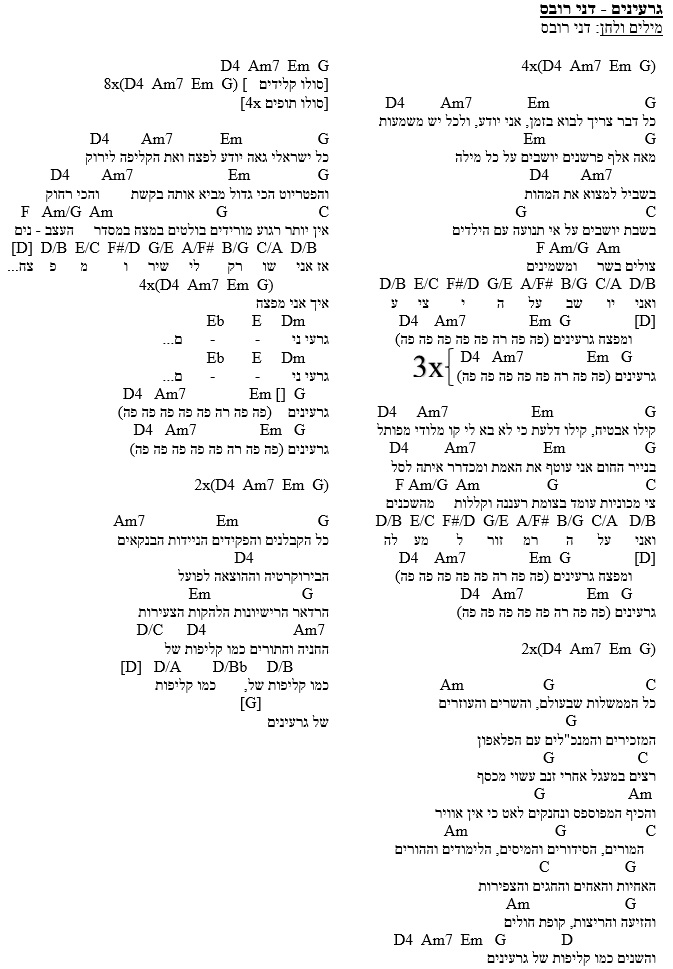 גרעינים - דני רובס
מילים ולחן: דני רובס
4x(D4 Am7 Em G)
D4 Am7 Em G
כל דבר צריך לבוא בזמן, אני יודע, ולכל יש משמעות
Em G
מאה אלף פרשנים יושבים על כל מילה
D4 Am7
בשביל למצוא את המהות
G C
בשבת יושבים על אי תנועה עם הילדים
F Am/G Am
צולים בשר ומשמינים
D/B E/C F#/D G/E A/F# B/G C/A D/B
ואני יו שב על ה י צי ע
D4 Am7 Em G [D]
ומפצח גרעינים (פה פה רה פה פה פה פה פה)
3x D4 Am7 Em G
גרעינים (פה פה רה פה פה פה פה פה)
D4 Am7 Em G
קילו אבטיח, קילו דלעת כי לא בא לי קו מלודי מפותל
D4 Am7 Em G
בנייר החום אני עוטף את האמת ומכדרר איתה לסל
F Am/G Am G C
צי מכוניות עומד בצומת רעננה וקללות מהשכנים
D/B E/C F#/D G/E A/F# B/G C/A D/B
ואני על ה רמ זור ל מע לה
D4 Am7 Em G [D]
ומפצח גרעינים (פה פה רה פה פה פה פה פה)
D4 Am7 Em G
גרעינים (פה פה רה פה פה פה פה פה)
2x(D4 Am7 Em G)
Am G C
כל הממשלות שבעולם, והשרים והעוזרים
G
המזכירים והמנכ"לים עם הפלאפון
G C
רצים במעגל אחרי זנב עשוי מכסף
G Am
והכיף המפוספס ונחנקים לאט כי אין אוויר
Am G C
המורים, הסידורים והמיסים, הלימודים וההורים
C G
האחיות והאחים והחגים והצפירות
Am G
והזיעה והריצות, קופת חולים
D4 Am7 Em G D
והשנים כמו קליפות של גרעינים
D4 Am7 Em G
8x(D4 Am7 Em G) [סולו קלידים ]
[סולו תופים 4x]
D4 Am7 Em G
כל ישראלי גאה יודע לפצח ואת הקליפה לירוק
D4 Am7 Em G
והפטריוט הכי גדול מביא אותה בקשת והכי רחוק
F Am/G Am G C
אין יותר רגוע מורידים בולטים במצח במסדר העצב - נים
[D] D/B E/C F#/D G/E A/F# B/G C/A D/B
אז אני שו רק לי שיר ו מ פ צח...
4x(D4 Am7 Em G)
איך אני מפצח
Eb E Dm
גרעי ני - - ם...
Eb E Dm
גרעי ני - - ם...
D4 Am7 Em [] G
גרעינים (פה פה רה פה פה פה פה פה)
D4 Am7 Em G
גרעינים (פה פה רה פה פה פה פה פה)
2x(D4 Am7 Em G)
Am7 Em G
כל הקבלנים והפקידים הניידות הבנקאים
D4
הבירוקרטיה וההוצאה לפועל
Em G
הרדאר הרישיונות הלהקות הצעירות
D/C D4 Am7
החניה והתורים כמו קליפות של
[D] D/A D/Bb D/B
כמו קליפות של, כמו קליפות
[G]
של גרעינים